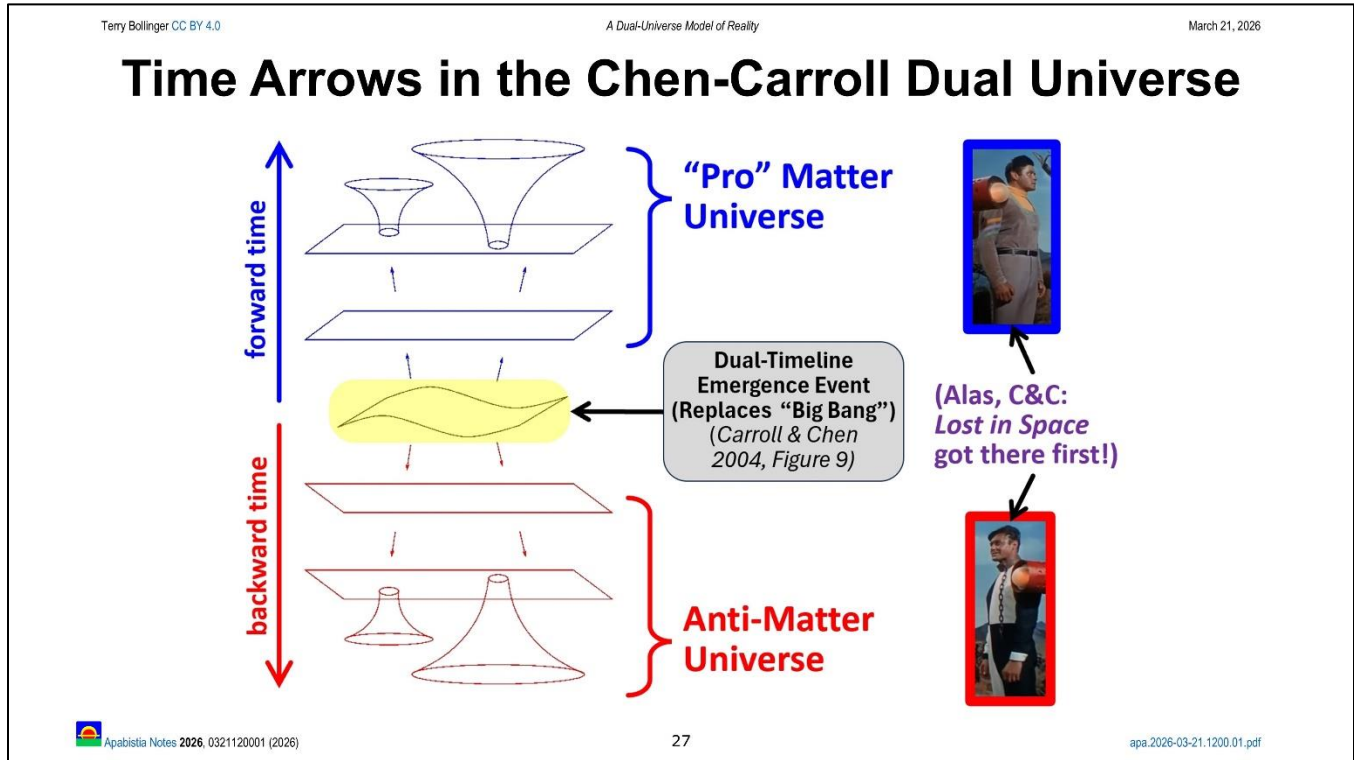 Terry Bollinger CC BY 4.0
A Dual-Universe Model of Reality
March 21, 2026
Time Arrows in the Chen-Carroll Dual Universe
forward time
backward time
“Pro” Matter
Universe
Dual-Timeline
Emergence Event
(Replaces “Big Bang”)
(Carroll & Chen
2004, Figure 9)
(Alas, C&C:
Lost in Space
got there first!)
Anti-Matter
Universe
Apabistia Notes 2026, 0321120001 (2026)
27
apa.2026-03-21.1200.01.pdf